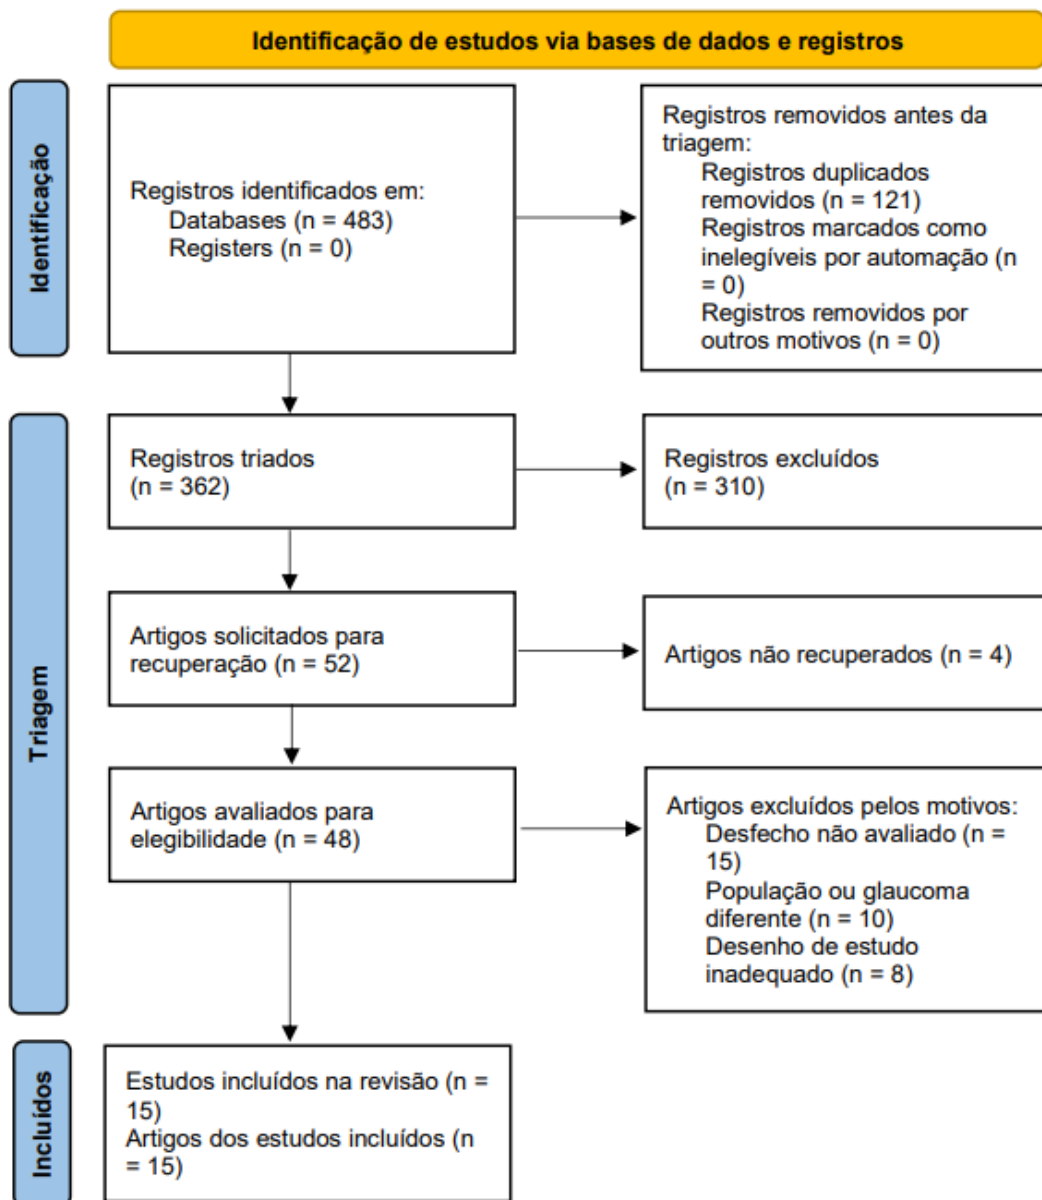 Identificação de estudos via bases de dados e registros
Identificação
Registros identificados em:
Databases (n = 483)
Registers (n = 0)
Registros removidos antes da
triagem:
Registros duplicados
removidos (n = 121)
Registros marcados como
inelegíveis por automação (n
= 0)
Registros removidos por
outros motivos (n = 0)
Triagem
Registros triados
(n = 362)
Registros excluídos
(n = 310)
Artigos solicitados para
recuperação (n = 52)
Artigos não recuperados (n = 4)
Artigos avaliados para
elegibilidade (n = 48)
Artigos excluídos pelos motivos:
Desfecho não avaliado (n =
15)
População ou glaucoma
diferente (n = 10)
Desenho de estudo
inadequado (n = 8)
Incluídos
Estudos incluídos na revisão (n =
15)
Artigos dos estudos incluídos (n
= 15)